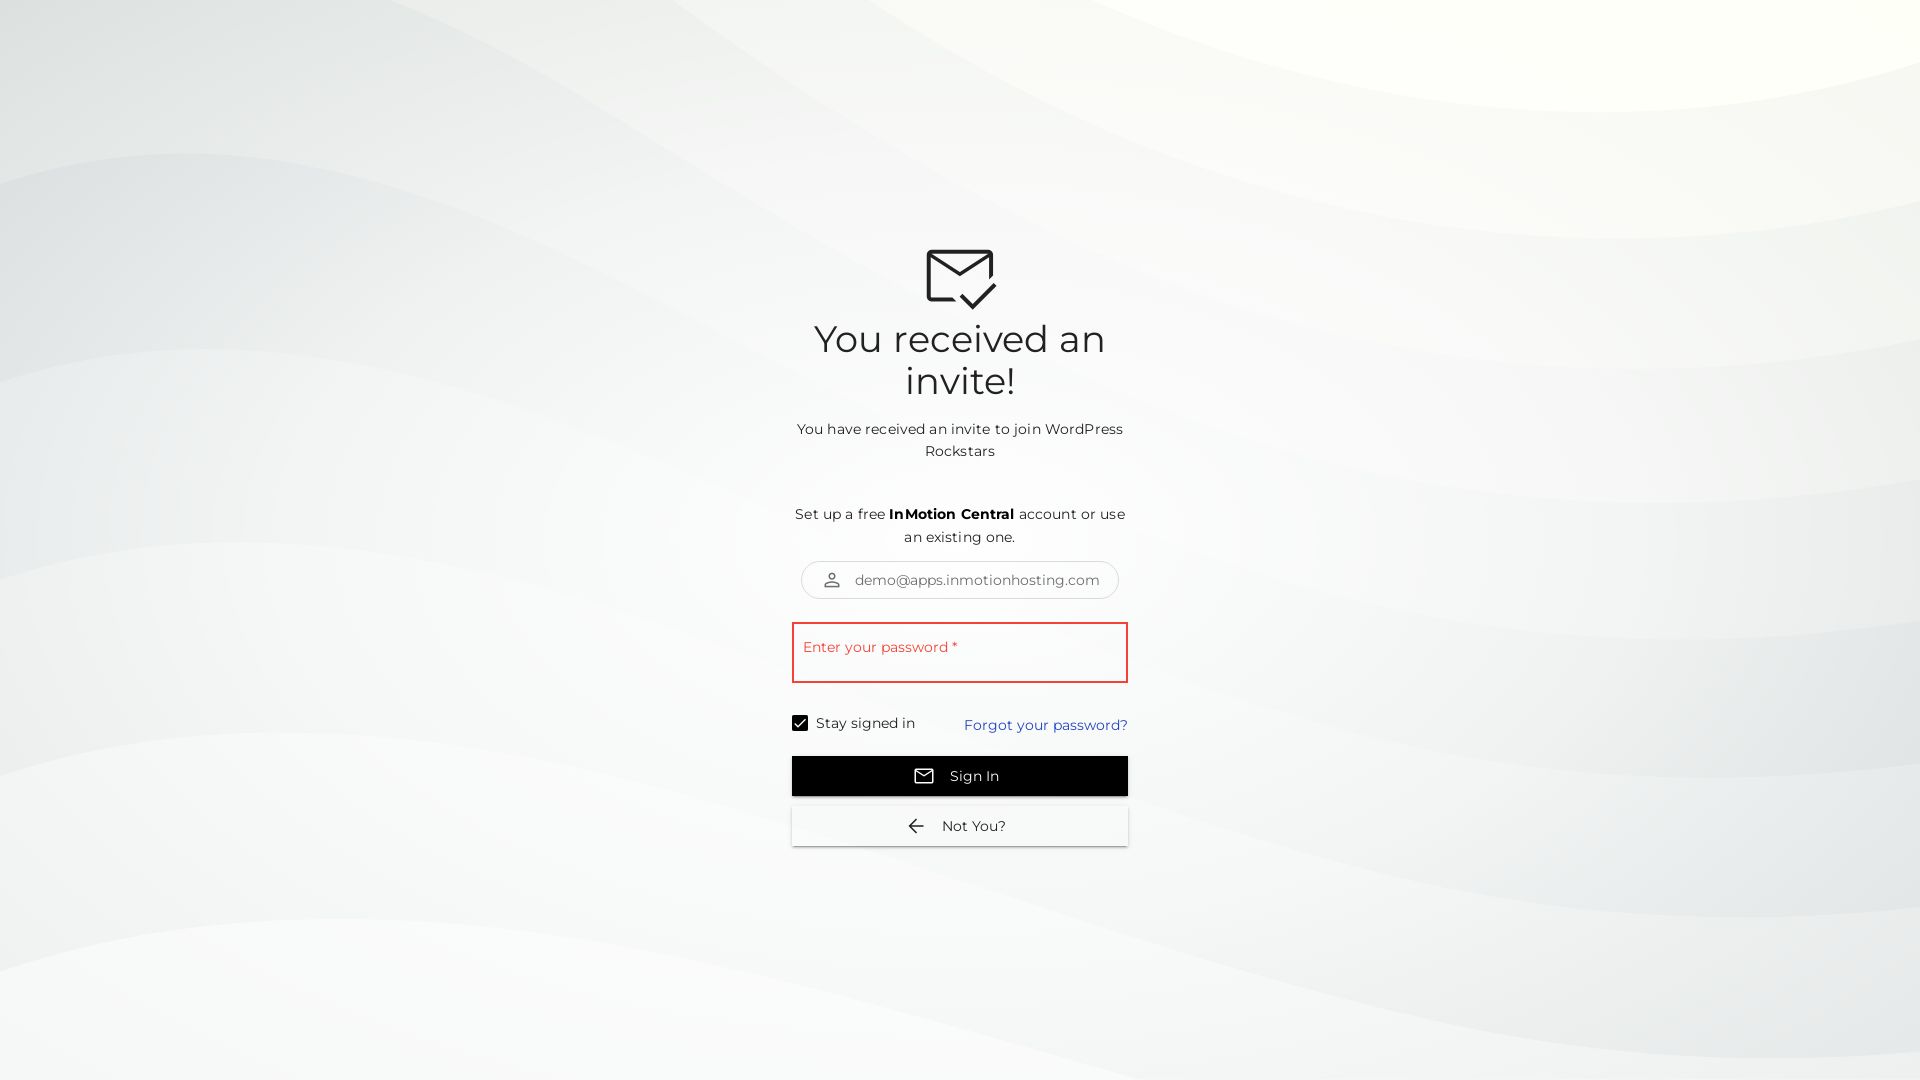 You received an
invite!
You have received an invite to join WordPress
Rockstars
Set up a free InMotion Central account or use
an existing one.
demo@apps.inmotionhosting.com
Enter your password *
Stay signed in
Forgot your password?
Sign In
Not You?